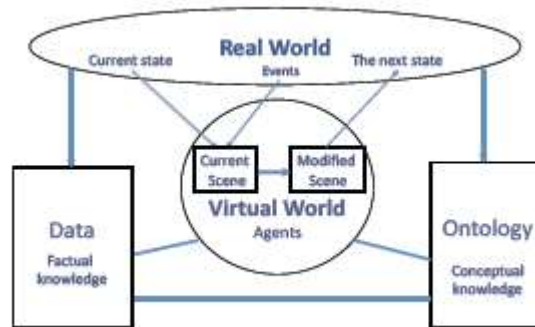 Real World
Current state
Events
The next state
Current
Scene
Modified
Scene
Virtual World
Agents
Data
Factual
knowledge
Ontology
Conceptual
knowledge